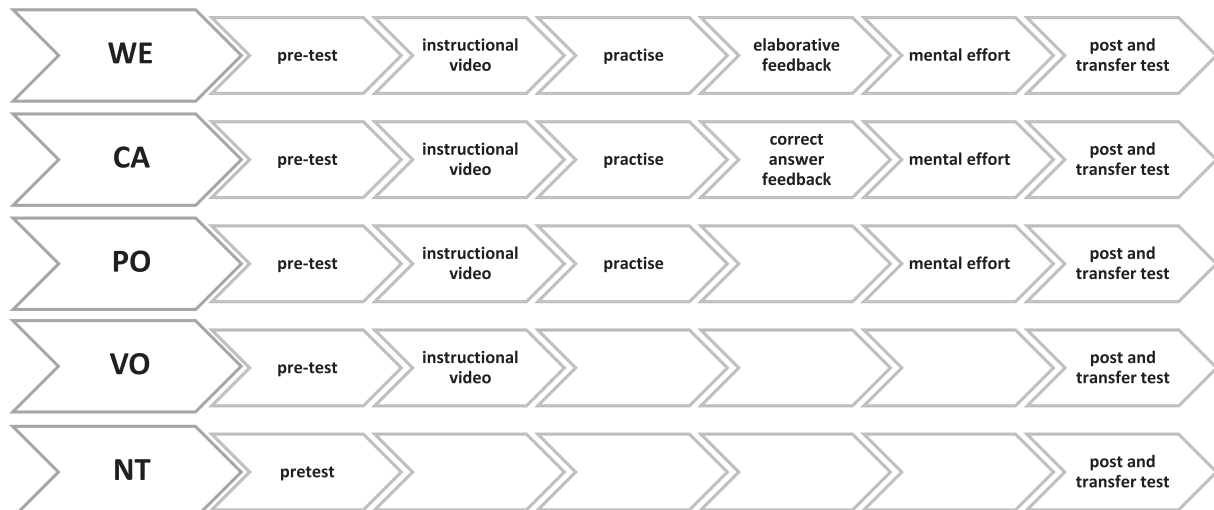 WE
pre-test
instructional
video
practise
elaborative
feedback
mental effort
post and
transfer test
CA
pre-test
instructional
video
practise
correct
answer
feedback
mental effort
post and
transfer test
PO
pre-test
instructional
video
practise
mental effort
post and
transfer test
VO
pre-test
instructional
video
post and
transfer test
NT
pretest
post and
transfer test